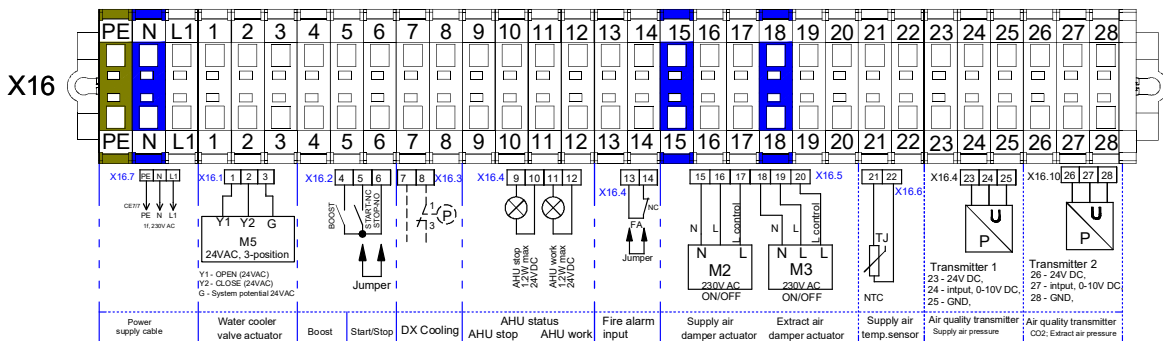 PE N L1 1 2 3 4 5 6 7 8 9 10 11 12 13 14 15 16 17 18 19 20 21 22 23 24 25 26 27 28
X16
PE N L1 1 2 3 4 5 6 7 8 9 10 11 12 13 14 15 16 17 18 19 20 21 22 23 24 25 26 27 28
X16.7 PE N L1
CE7/7
PE N L1
1f, 230V AC
Power
supply cable
X16.1 1 2 3
Y1 Y2 G
M5
24VAC, 3-position
Y1 - OPEN (24VAC)
Y2 - CLOSE (24VAC)
G - System potential 24VAC
Water cooler
valve actuator
X16.2 4 5 6
BOOST
START-NC
STOP-NO
Jumper
Boost
Start/Stop
7 8 X16.3
1
P
3
DX Cooling
X16.4 9 10 11 12
AHU stop
1,2W max
24VDC
AHU work
1,2W max
24VDC
AHU status
AHU stop AHU work
13 14
X16.4
NC
FA
Jumper
Fire alarm
input
15 16 17 18 19 20 X16.5
N L L control
N L
M2
230V AC
ON/OFF
Supply air
damper actuator
N L L control
N L L
M3
230V AC
ON/OFF
Extract air
damper actuator
21 22
X16.6
TJ
NTC
Supply air
temp.sensor
X16.4 23 24 25
U
P
Transmitter 1
23 - 24V DC,
24 - intput, 0-10V DC
25 - GND,
Air quality transmitter
Supply air pressure
X16.10 26 27 28
U
P
Transmitter 2
26 - 24V DC,
27 - intput, 0-10V DC
28 - GND,
Air quality transmitter
CO2; Extract air pressure